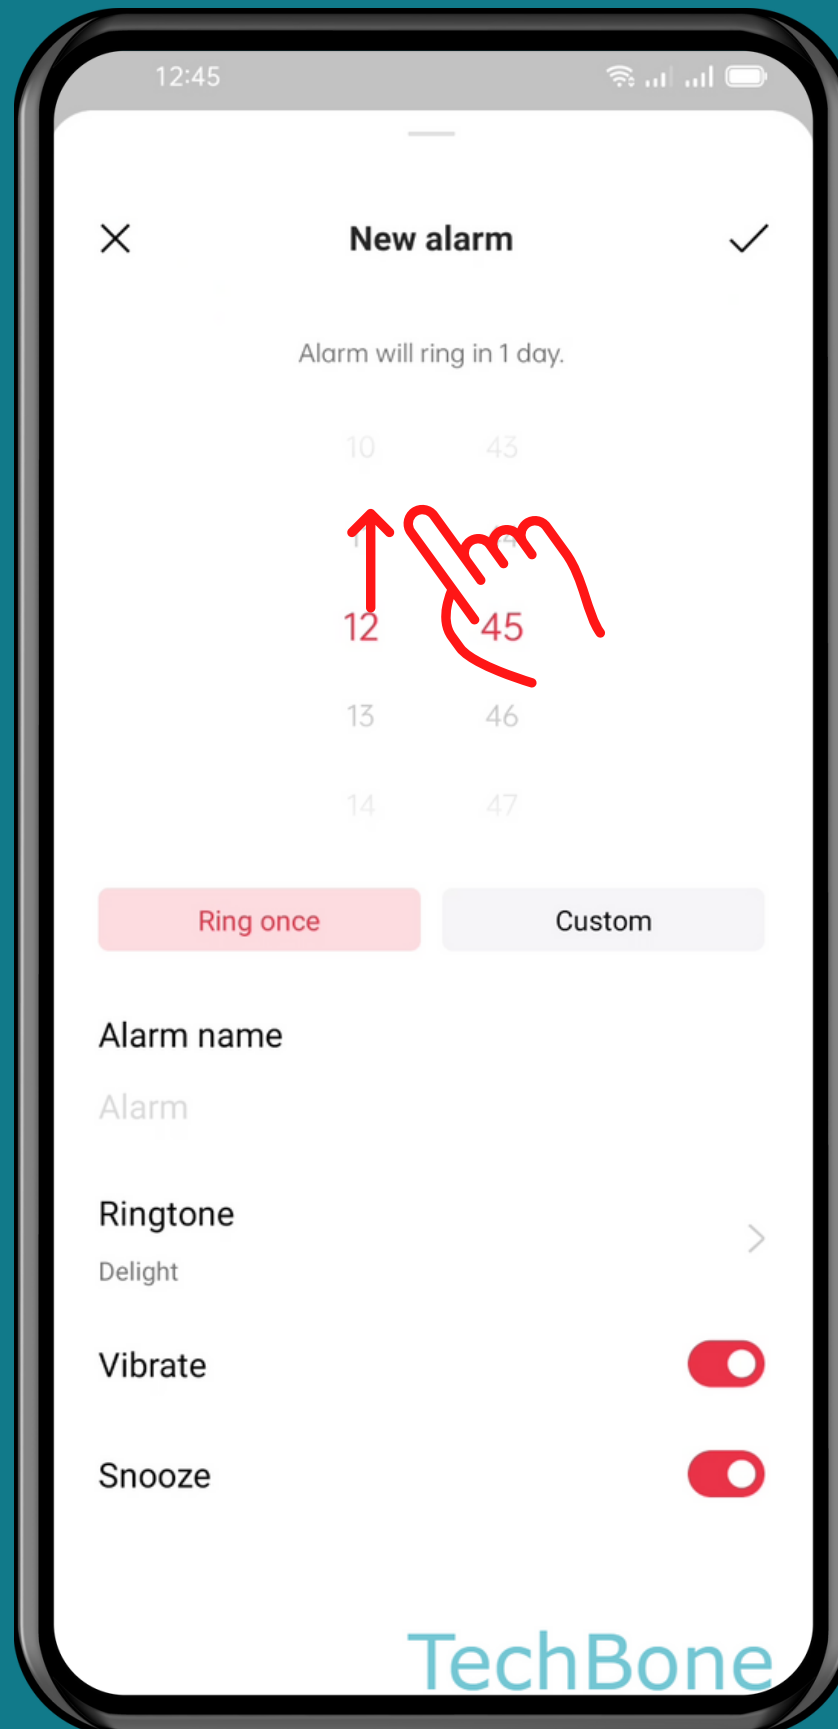 12:45
New alarm
Alarm will ring in 1 day.
10 43
12 45
13 46
14 47
Ring once Custom
Alarm name
Alarm
Ringtone
Delight
Vibrate
Snooze
TechBone